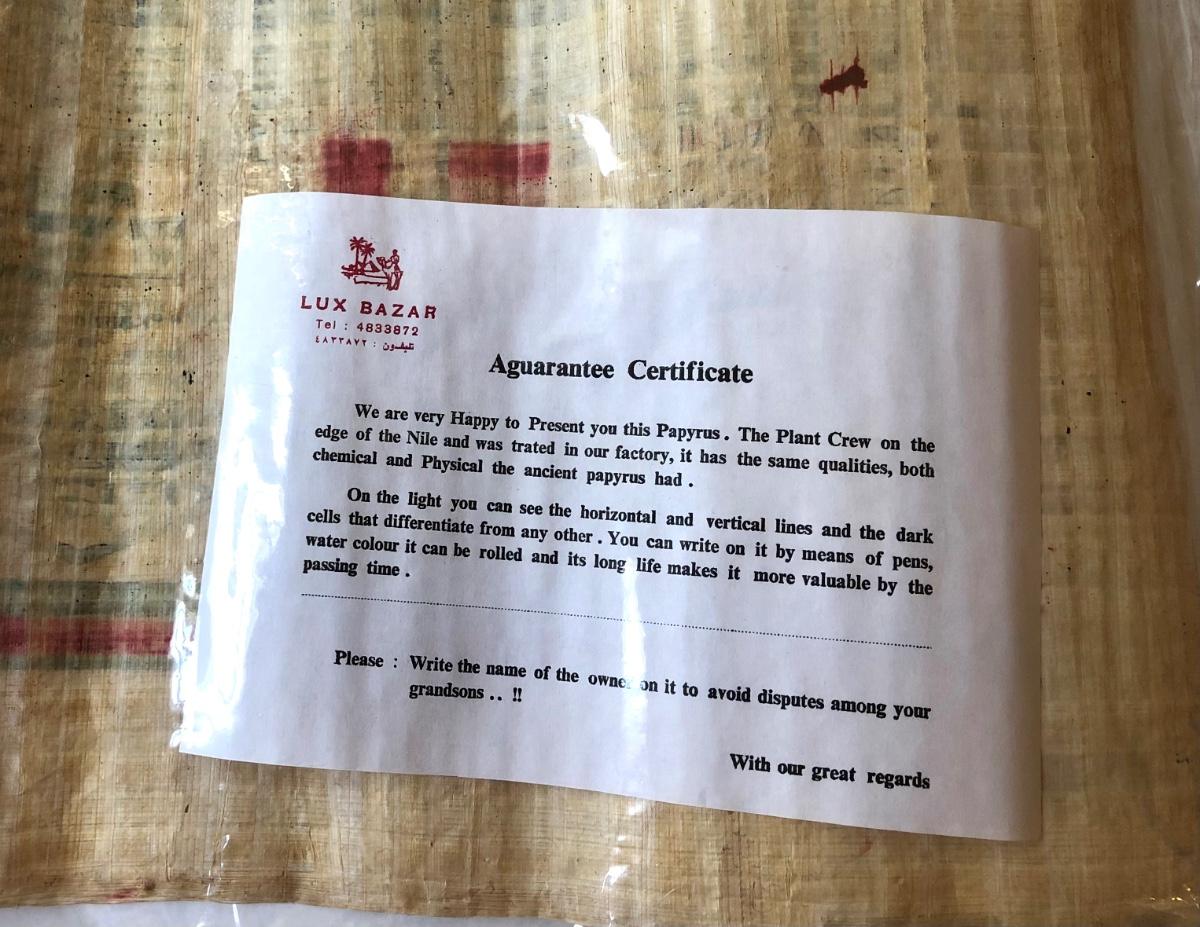 LUX BAZAR
Tel : 4833872
تليفون : ٤٨٣٣٨٧٢
Aguarantee Certificate
We are very Happy to Present you this Papyrus . The Plant Crew on the
edge of the Nile and was trated in our factory, it has the same qualities, both
chemical and Physical the ancient papyrus had .
On the light you can see the horizontal and vertical lines and the dark
cells that differentiate from any other . You can write on it by means of pens,
water colour it can be rolled and its long life makes it more valuable by the
passing time .
Please : Write the name of the owner on it to avoid disputes among your
grandsons .. !!
With our great regards